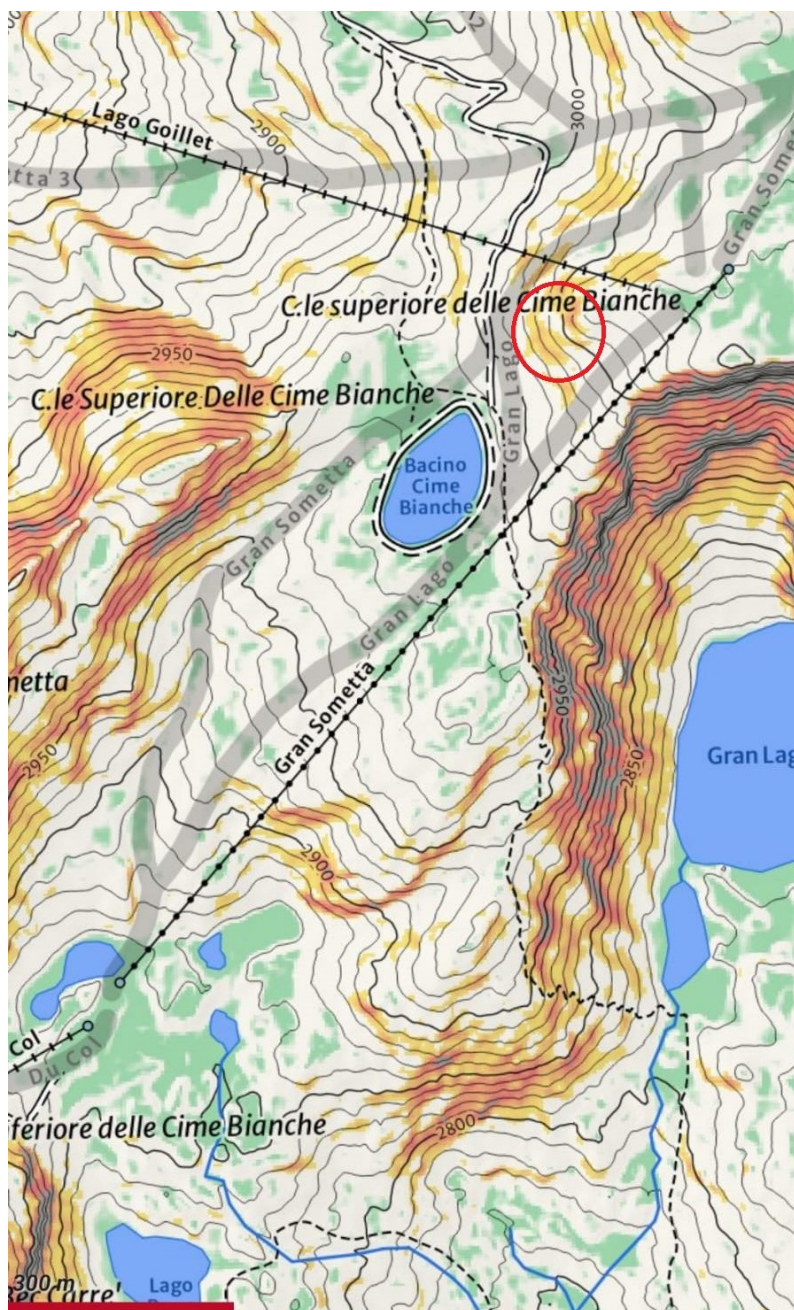 Lago Goillet
2900
3000
tta 3
Gran Somet
C.le superiore delle Cime Bianche
2950
C.le Superiore Delle Cime Bianche
Gran Lago
Bacino
Cime
Bianche
Gran Sometta
Gran Lago
Gran Sometta
metta
2950
2950
2850
Gran Lag
2900
Col
Du Col
feriore delle Cime Bianche
2800
300 m
Lago